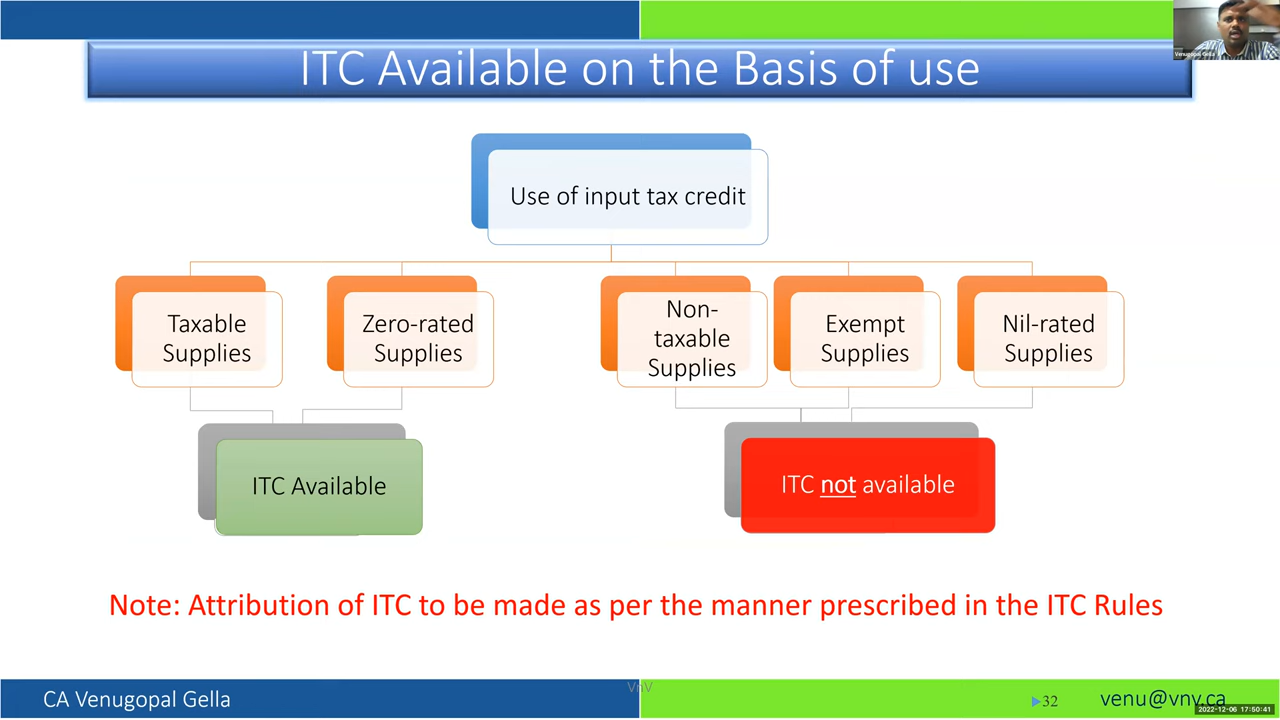 Venugopal Gella
ITC Available on the Basis of use
Use of input tax credit
Taxable
Supplies
Zero-rated
Supplies
Non-
taxable
Supplies
Exempt
Supplies
Nil-rated
Supplies
ITC Available
ITC not available
Note: Attribution of ITC to be made as per the manner prescribed in the ITC Rules
CA Venugopal Gella
VnV
32
venu@vnv.ca
2022-12-06 17:50:41